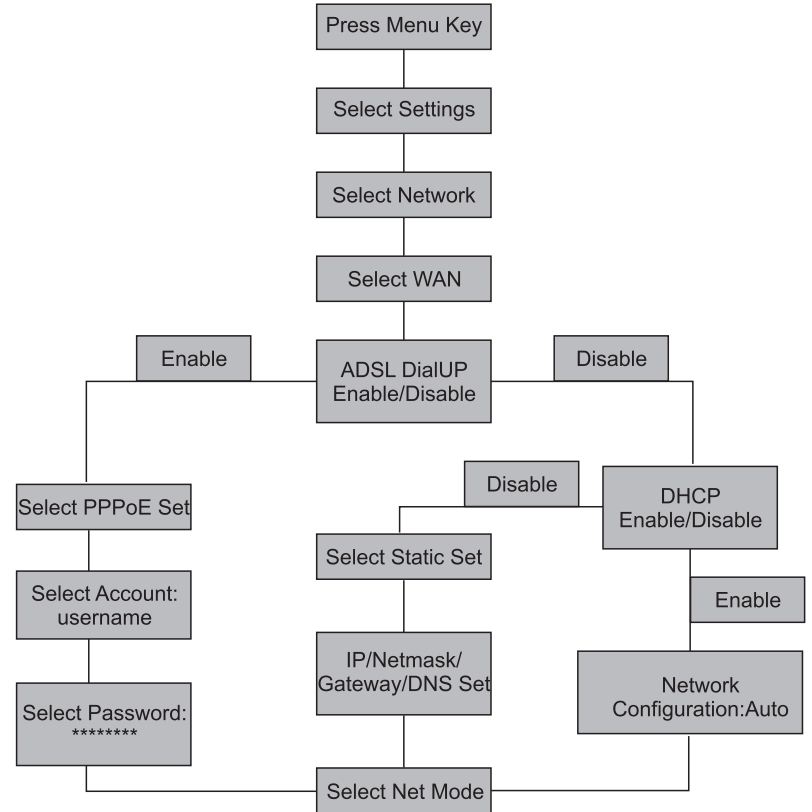 Press Menu Key
Select Settings
Select Network
Select WAN
Enable
ADSL DialUP
Enable/Disable
Disable
Select PPPoE Set
Select Account:
username
Select Password:
********
Disable
Select Static Set
IP/Netmask/
Gateway/DNS Set
DHCP
Enable/Disable
Enable
Network
Configuration:Auto
Select Net Mode